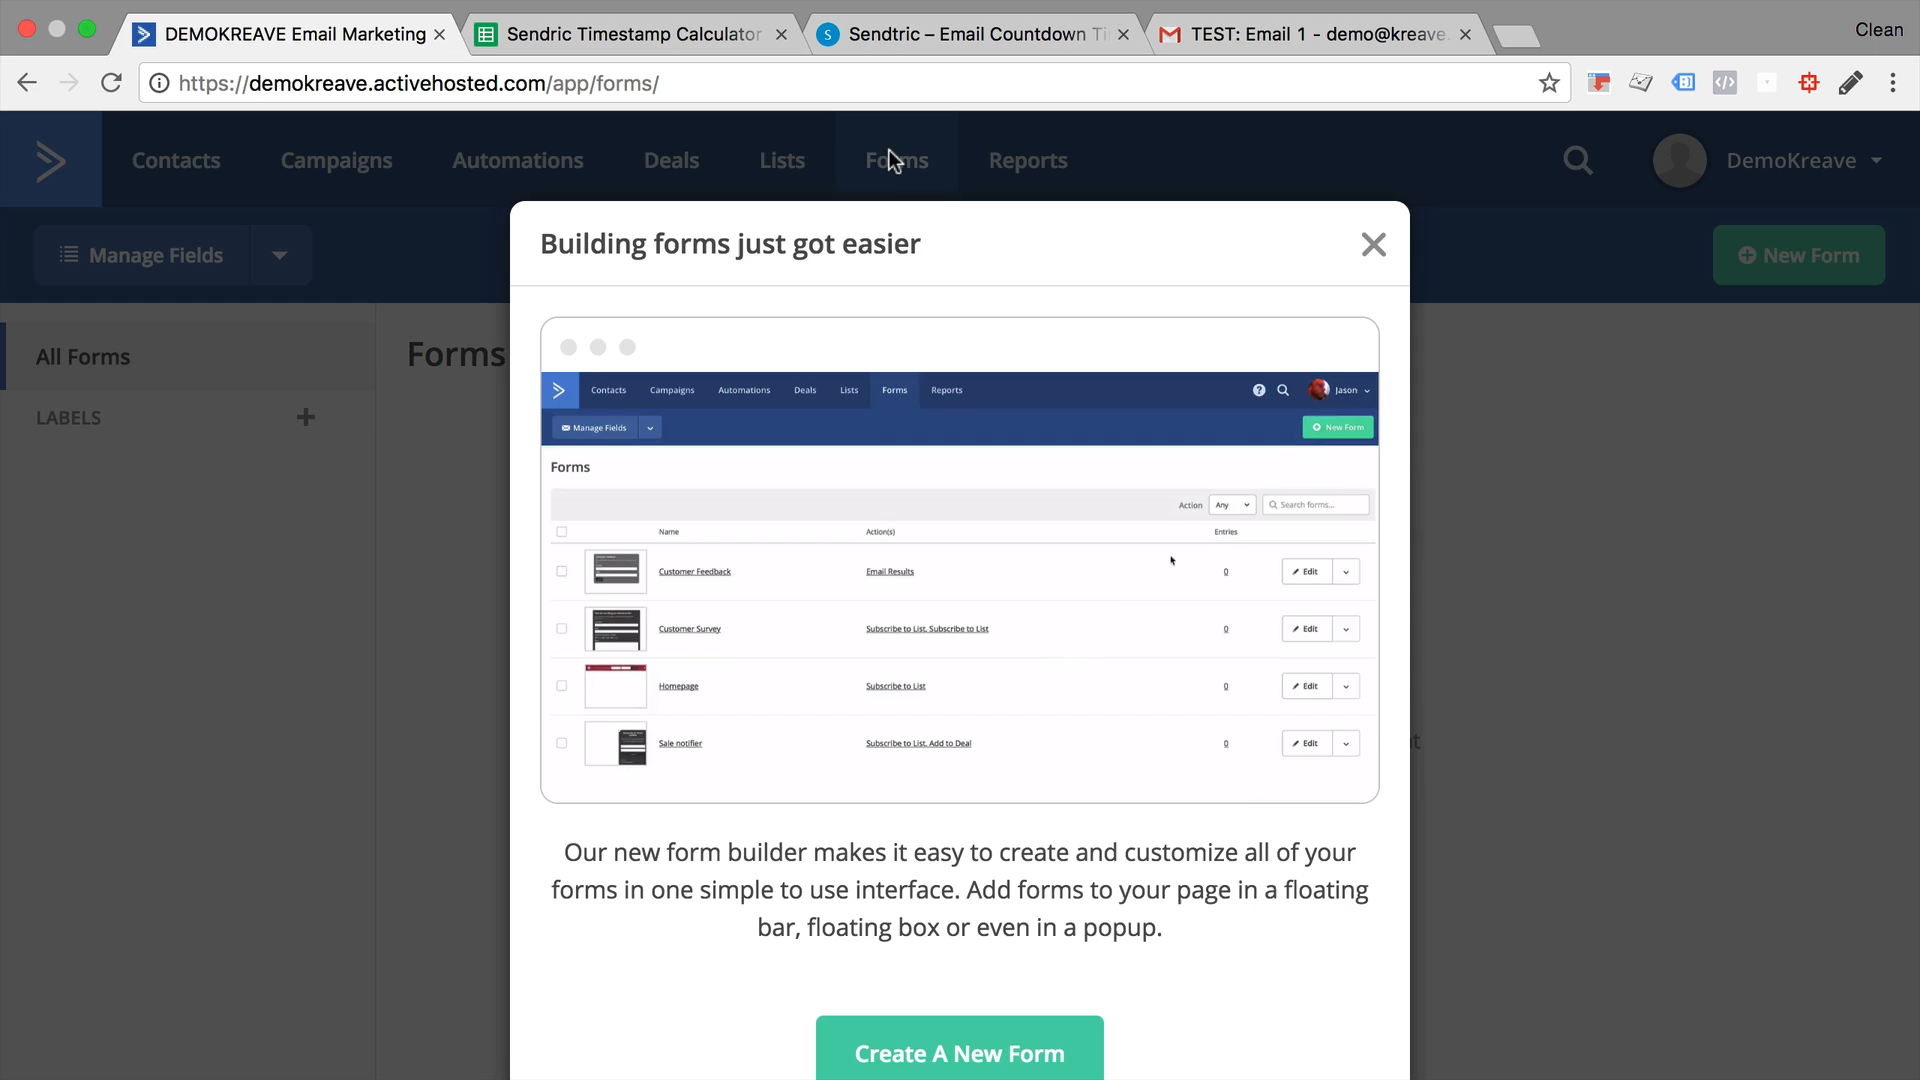 DEMOKREAVE Email Marketing
Sendric Timestamp Calculator
Sendtric – Email Countdown Ti
TEST: Email 1 - demo@kreave.
Clean
https://demokreave.activehosted.com/app/forms/
Contacts
Campaigns
Automations
Deals
Lists
Forms
Reports
DemoKreave
Manage Fields
New Form
All Forms
LABELS
Forms
Building forms just got easier
Contacts
Campaigns
Automations
Deals
Lists
Forms
Reports
Jason
Manage Fields
New Form
Forms
Action
Any
Search forms...
Name
Action(s)
Entries
Customer Feedback
Email Results
0
Edit
Customer Survey
Subscribe to List, Subscribe to List
0
Edit
Homepage
Subscribe to List
0
Edit
Sale notifier
Subscribe to List, Add to Deal
0
Edit
Our new form builder makes it easy to create and customize all of your
forms in one simple to use interface. Add forms to your page in a floating
bar, floating box or even in a popup.
Create A New Form